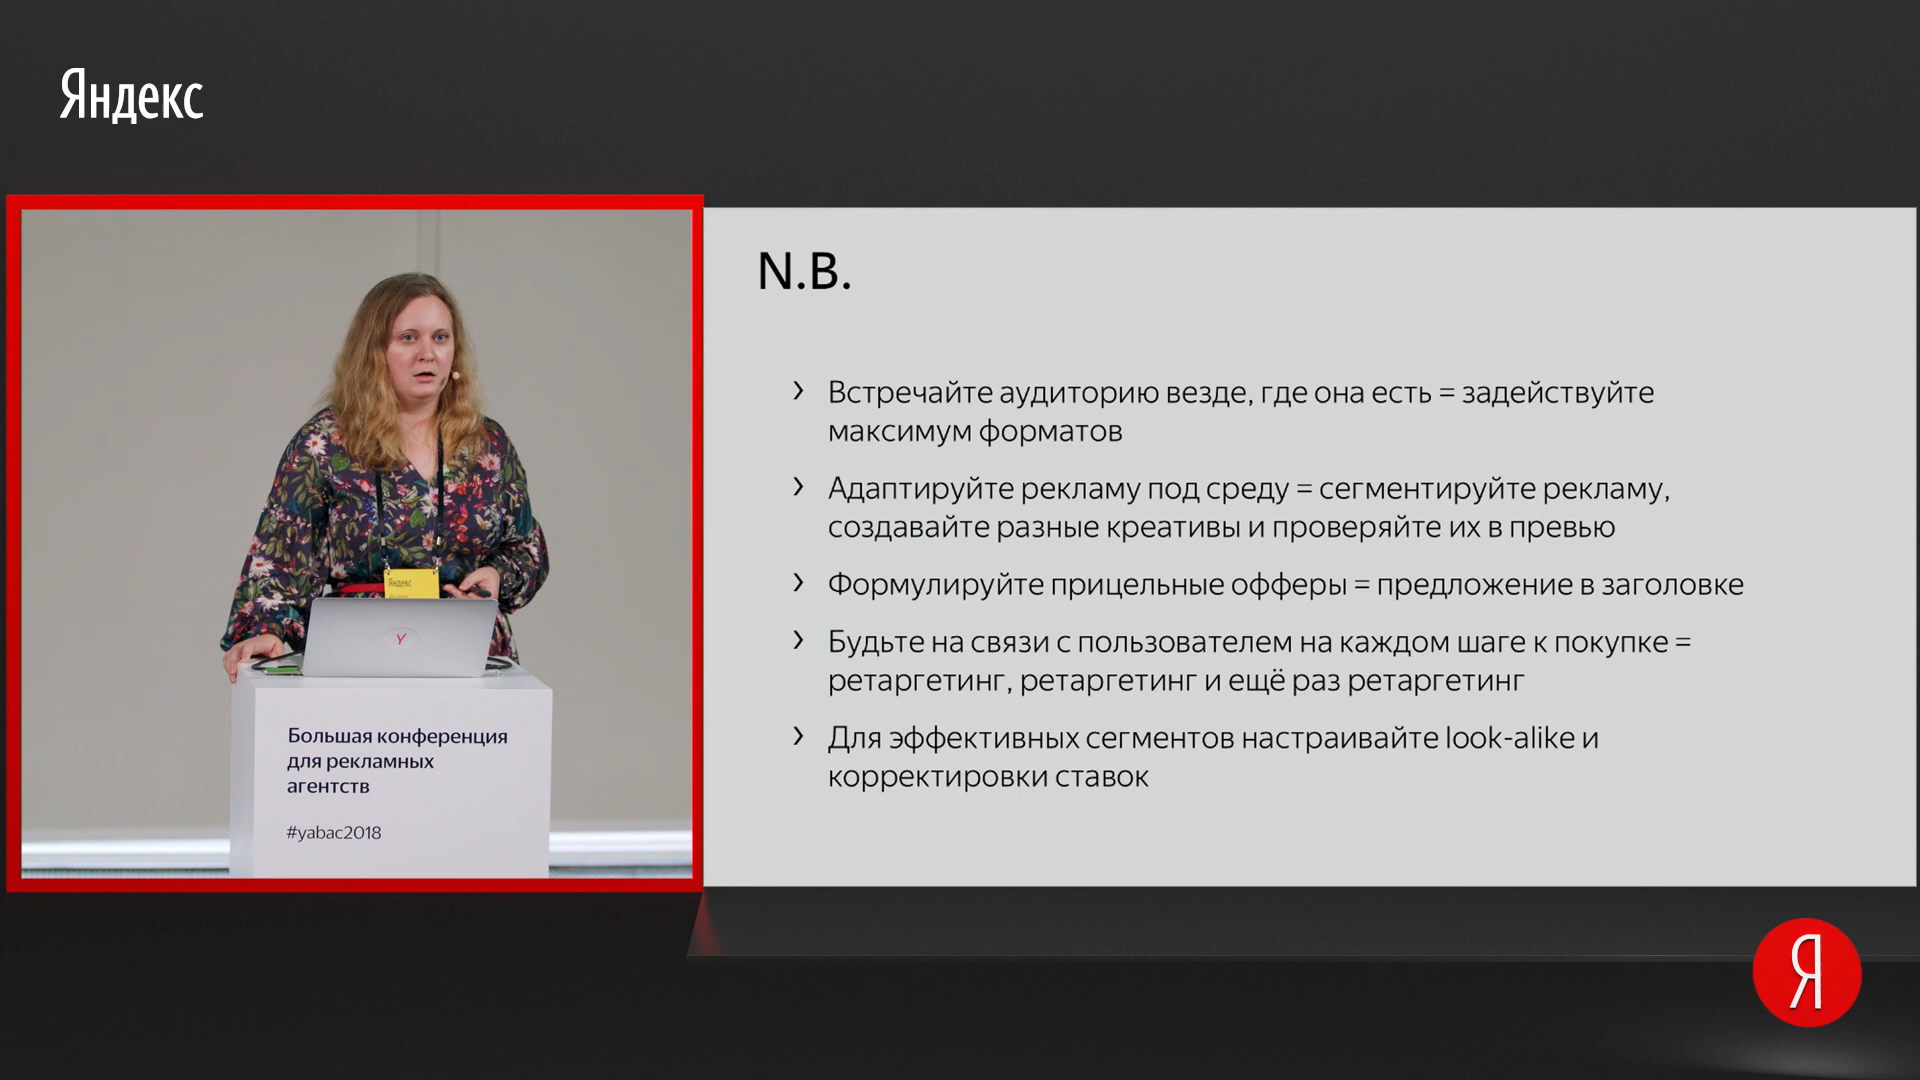 Яндекс
N.B.
› Встречайте аудиторию везде, где она есть = задействуйте
максимум форматов
› Адаптируйте рекламу под среду = сегментируйте рекламу,
создавайте разные креативы и проверяйте их в превью
› Формулируйте прицельные офферы = предложение в заголовке
› Будьте на связи с пользователем на каждом шаге к покупке =
ретаргетинг, ретаргетинг и ещё раз ретаргетинг
› Для эффективных сегментов настраивайте look-alike и
корректировки ставок
Яндекс
Y
Большая конференция
для рекламных
агентств
#yabac2018
Я